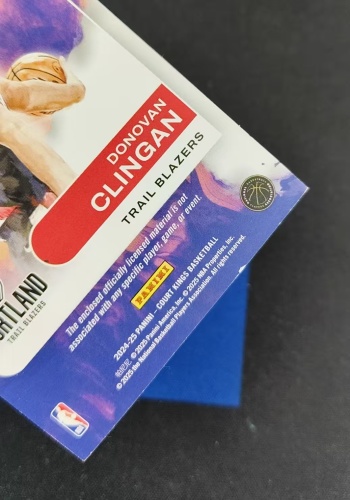 DONOVAN
CLINGAN
TRAIL BLAZERS
TRAIL BLAZERS
The enclosed officially licensed material is not
associated with any specific player, game, or event.
PANINI
2024-25 PANINI – COURT KINGS BASKETBALL
© 2025 Panini America, Inc. © 2025 NBA Properties, Inc.
© 2025 the National Basketball Players Association. All rights reserved.
NBA